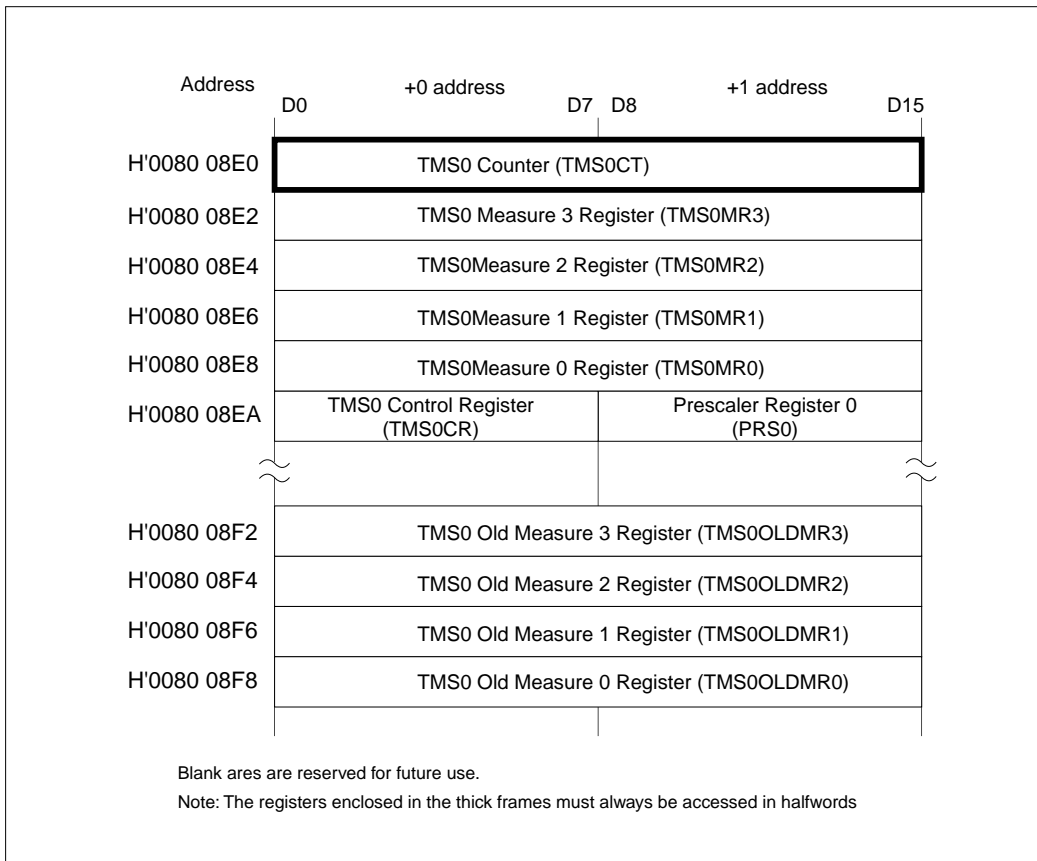 Address +0 address +1 address
D0 D7 D8 D15
H'0080 08E0 TMS0 Counter (TMS0CT)
H'0080 08E2 TMS0 Measure 3 Register (TMS0MR3)
H'0080 08E4 TMS0Measure 2 Register (TMS0MR2)
H'0080 08E6 TMS0Measure 1 Register (TMS0MR1)
H'0080 08E8 TMS0Measure 0 Register (TMS0MR0)
H'0080 08EA TMS0 Control Register Prescaler Register 0
(TMS0CR) (PRS0)
H'0080 08F2 TMS0 Old Measure 3 Register (TMS0OLDMR3)
H'0080 08F4 TMS0 Old Measure 2 Register (TMS0OLDMR2)
H'0080 08F6 TMS0 Old Measure 1 Register (TMS0OLDMR1)
H'0080 08F8 TMS0 Old Measure 0 Register (TMS0OLDMR0)
Blank ares are reserved for future use.
Note: The registers enclosed in the thick frames must always be accessed in halfwords